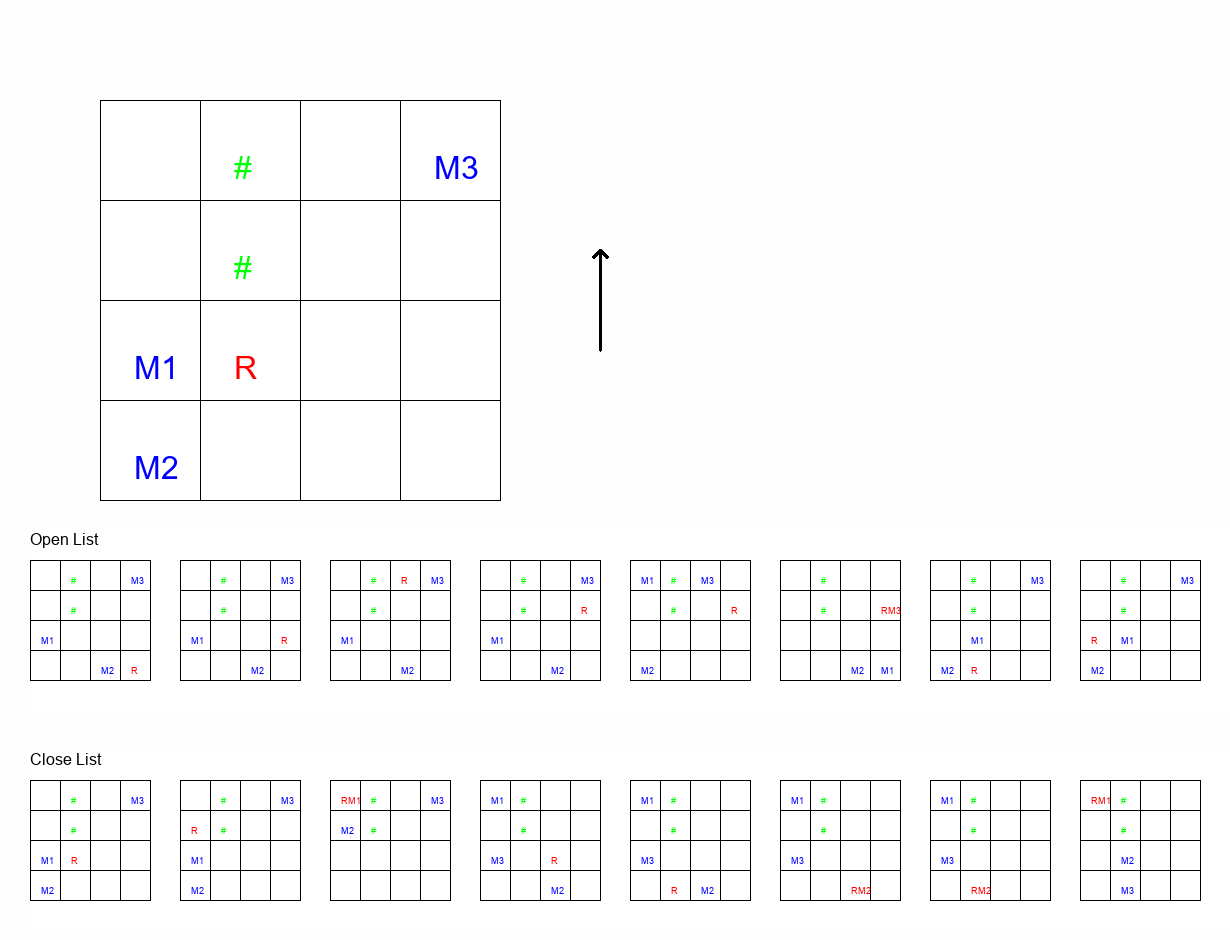 # M3
#
M1 R
M2
Open List
# M3 # M3 # R M3 # M3 M1 # M3 # # M3 # M3
# # # # R # R # RM3 # #
M1 M1 R M1 M1 M1 R M1
M2 R M2 M2 M2 M2 M2 M1 M2 R M2
Close List
# M3 # M3 RM1 # M3 M1 # M1 # M1 # M1 # RM1 #
# R # M2 # # # # # #
M1 R M1 M3 R M3 M3 M3 M2
M2 M2 M2 R M2 RM2 RM2 M3